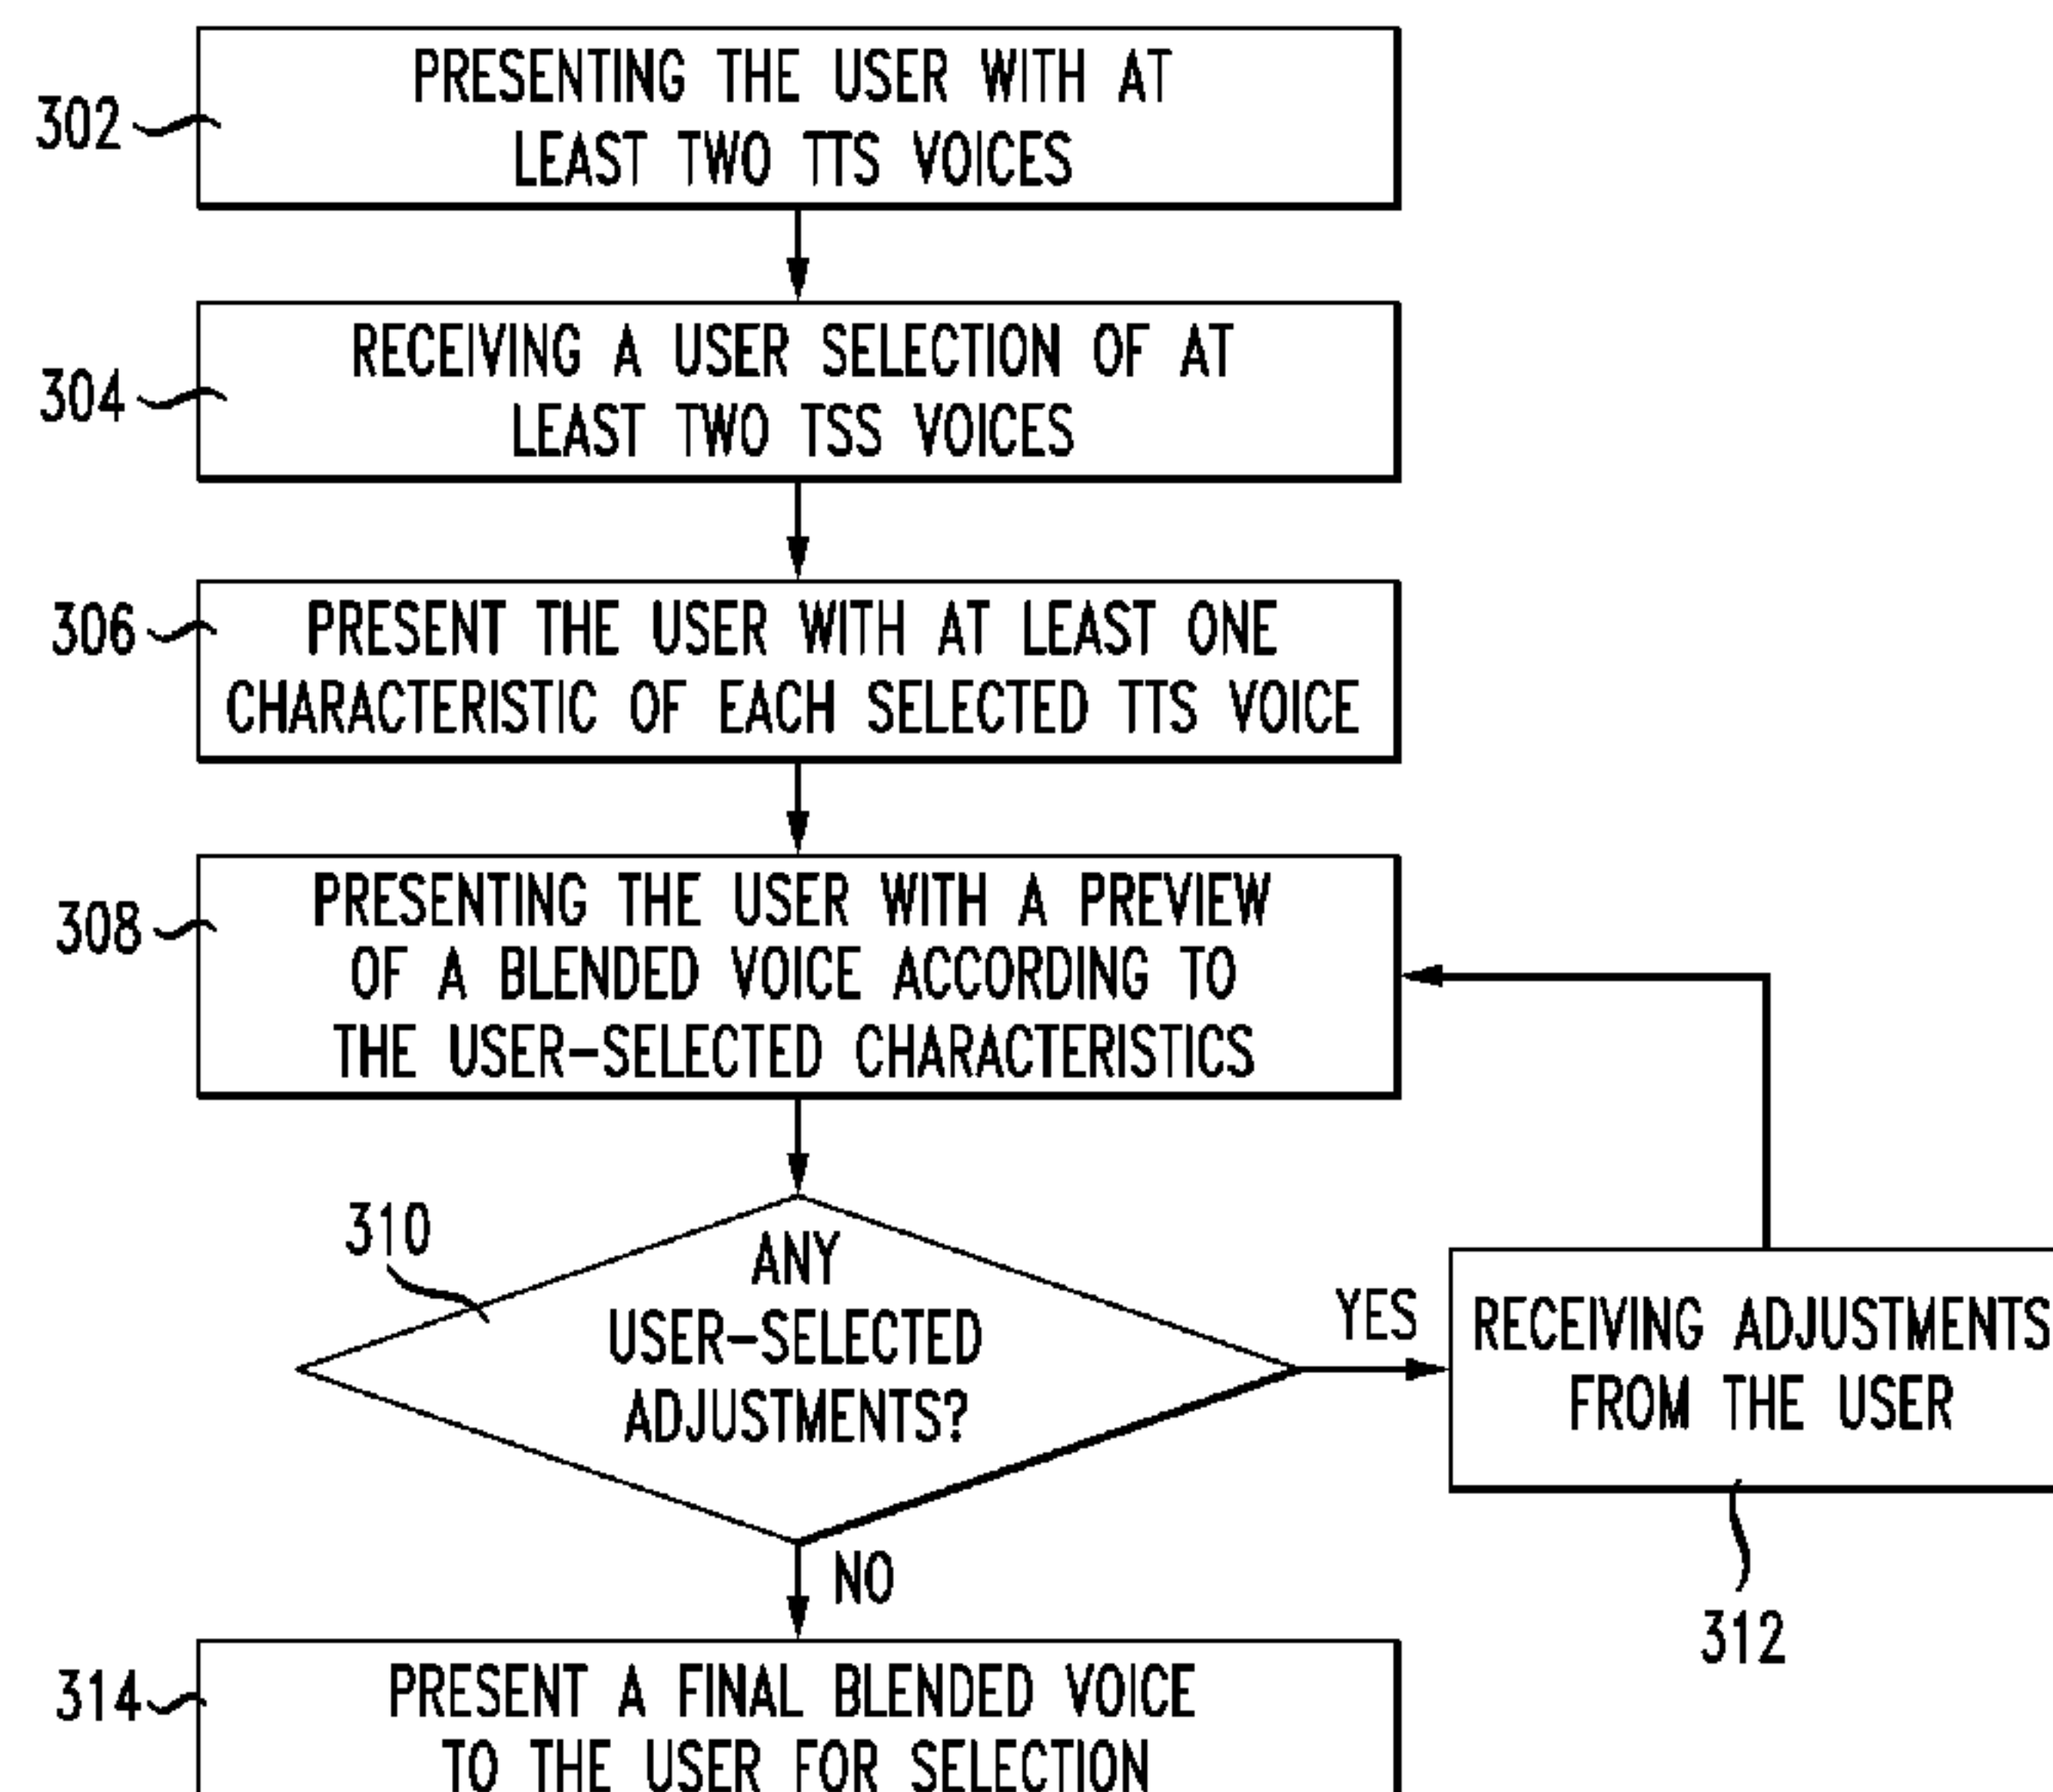 302
PRESENTING THE USER WITH AT
LEAST TWO TTS VOICES
304
RECEIVING A USER SELECTION OF AT
LEAST TWO TSS VOICES
306
PRESENT THE USER WITH AT LEAST ONE
CHARACTERISTIC OF EACH SELECTED TTS VOICE
308
PRESENTING THE USER WITH A PREVIEW
OF A BLENDED VOICE ACCORDING TO
THE USER-SELECTED CHARACTERISTICS
310
ANY
USER-SELECTED
ADJUSTMENTS?
YES
RECEIVING ADJUSTMENTS
FROM THE USER
312
NO
314
PRESENT A FINAL BLENDED VOICE
TO THE USER FOR SELECTION